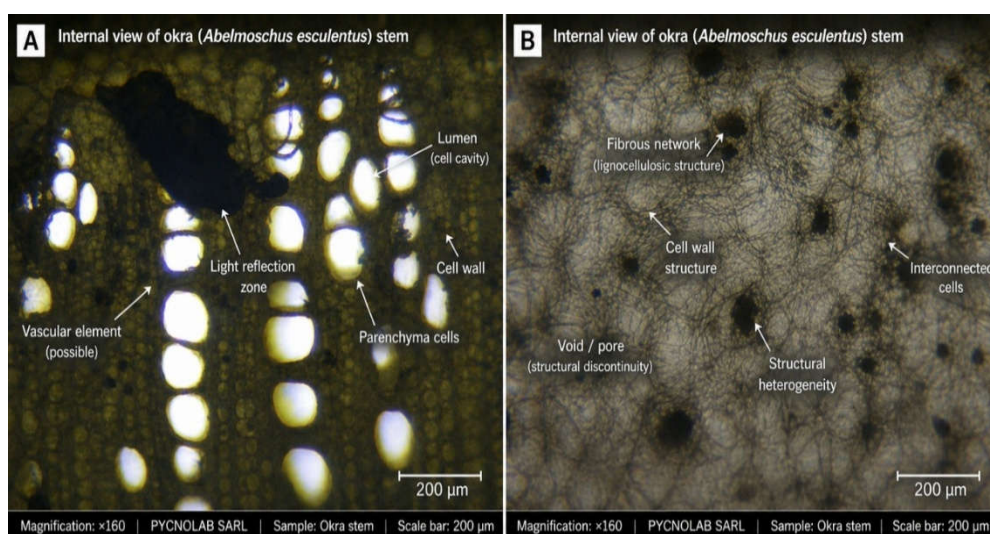 A
Internal view of okra (Abelmoschus esculentus) stem
Lumen
(cell cavity)
Light reflection
zone
Cell wall
Vascular element
(possible)
Parenchyma cells
200 µm
Magnification: ×160 | PYCNOLAB SARL | Sample: Okra stem | Scale bar: 200 µm
B
Internal view of okra (Abelmoschus esculentus) stem
Fibrous network
(lignocellulosic structure)
Cell wall
structure
Interconnected
cells
Void / pore
(structural discontinuity)
Structural
heterogeneity
200 µm
Magnification: ×160 | PYCNOLAB SARL | Sample: Okra stem | Scale bar: 200 µm